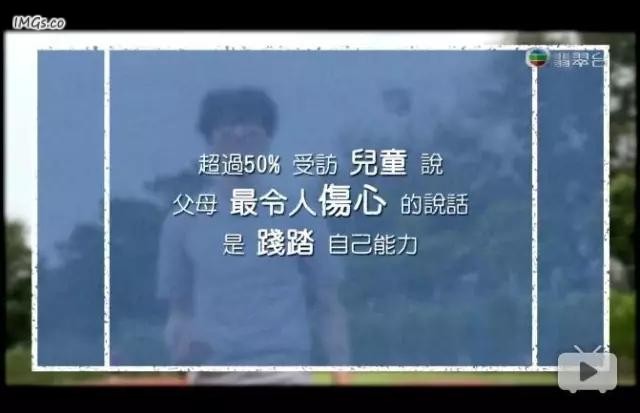 IMGs.co
翡翠台
超過50% 受訪 兒童 說
父母 最令人傷心 的說話
是 踐踏 自己能力